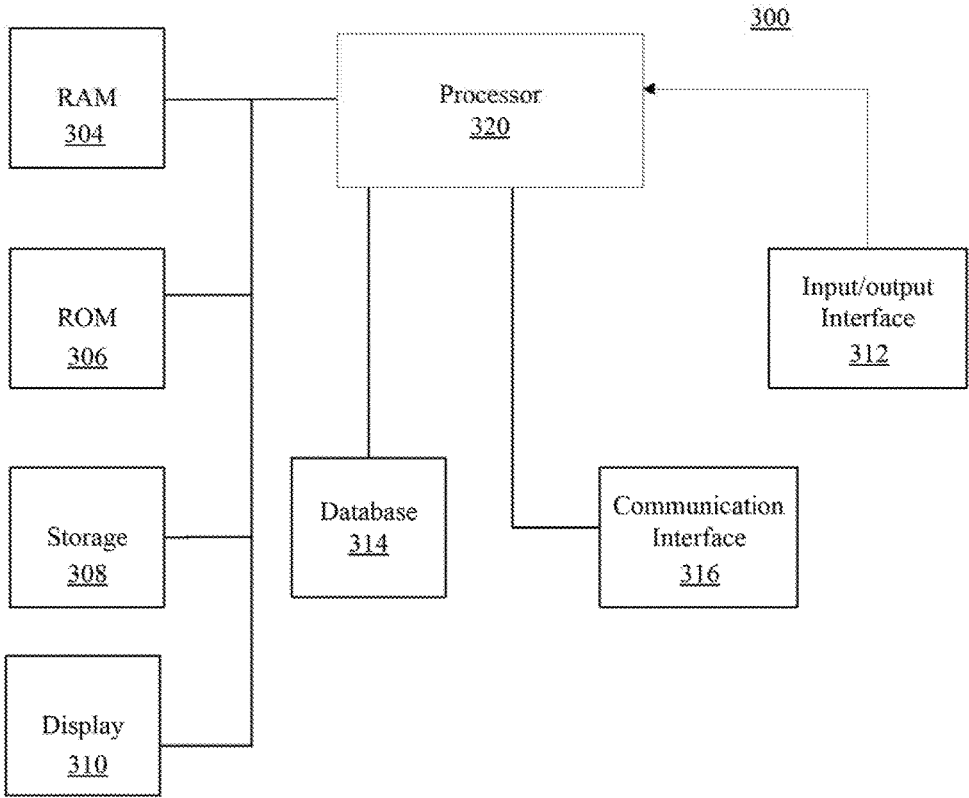 300
RAM
304
Processor
320
ROM
306
Input/output
Interface
312
Storage
308
Database
314
Communication
Interface
316
Display
310